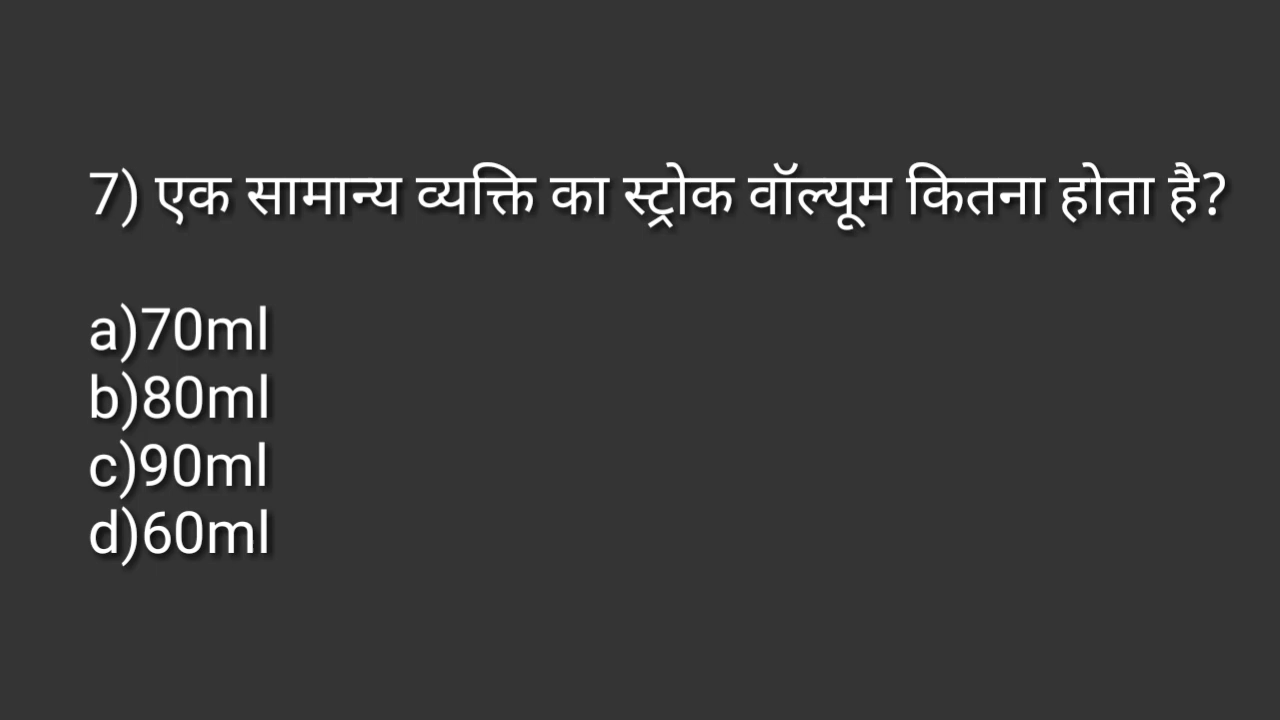 7) एक सामान्य व्यक्ति का स्ट्रोक वॉल्यूम कितना होता है?
a)70ml
b)80ml
c)90ml
d)60ml